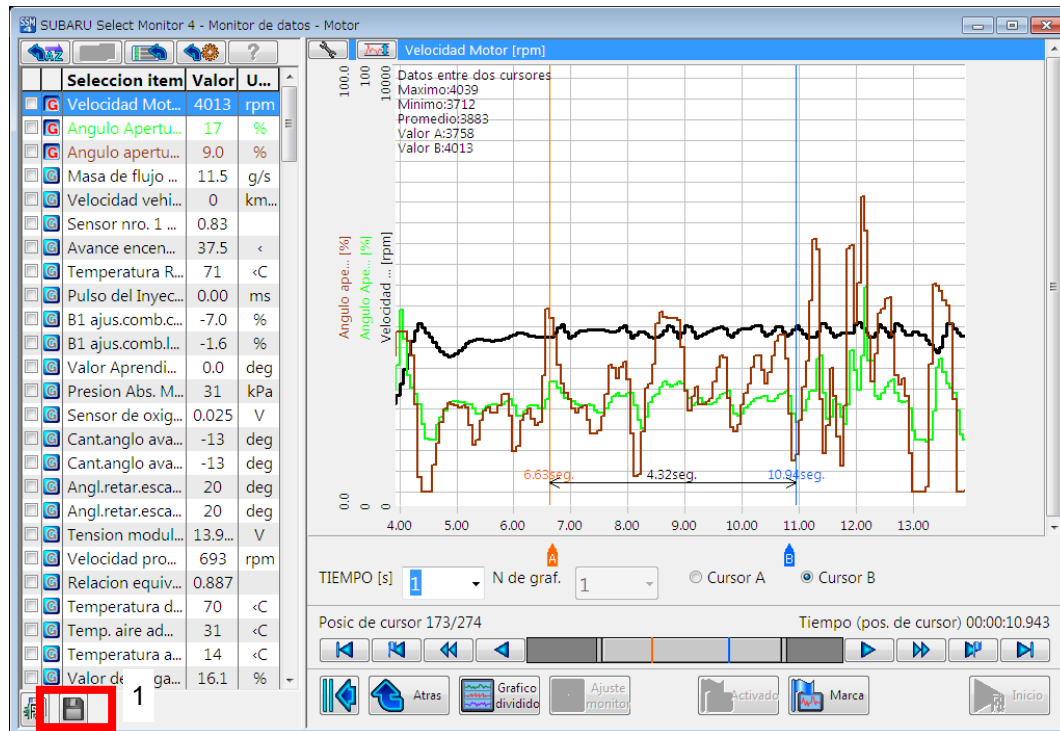 SUBARU Select Monitor 4 - Monitor de datos - Motor
AZ
?
Seleccion item Valor U...
G Velocidad Mot... 4013 rpm
G Angulo Apertu... 17 %
G Angulo apertu... 9.0 %
G Masa de flujo ... 11.5 g/s
G Velocidad vehi... 0 km...
G Sensor nro. 1 ... 0.83
G Avance encen... 37.5 ‹
G Temperatura R... 71 ‹C
G Pulso del Inyec... 0.00 ms
G B1 ajus.comb.c... -7.0 %
G B1 ajus.comb.l... -1.6 %
G Valor Aprendi... 0.0 deg
G Presion Abs. M... 31 kPa
G Sensor de oxig... 0.025 V
G Cant.anglo ava... -13 deg
G Cant.anglo ava... -13 deg
G Angl.retar.esca... 20 deg
G Angl.retar.esca... 20 deg
G Tension modul... 13.9... V
G Velocidad pro... 693 rpm
G Relacion equiv... 0.887
G Temperatura d... 70 ‹C
G Temp. aire ad... 31 ‹C
G Temperatura a... 14 ‹C
G Valor de 16.1 %
1
Velocidad Motor [rpm]
100.0
100
10000
Datos entre dos cursores
Maximo:4039
Minimo:3712
Promedio:3883
Valor A:3758
Valor B:4013
Angulo ape... [%]
Angulo Ape... [%]
Velocidad ... [rpm]
0.0
0
0
6.63seg. 4.32seg. 10.94seg.
4.00 5.00 6.00 7.00 8.00 9.00 10.00 11.00 12.00 13.00
A B
TIEMPO [s] 1 N de graf. 1 Cursor A Cursor B
Posic de cursor 173/274 Tiempo (pos. de cursor) 00:00:10.943
Atras
Grafico
dividido
Ajuste
monitor
Activado
Marca
Inicio